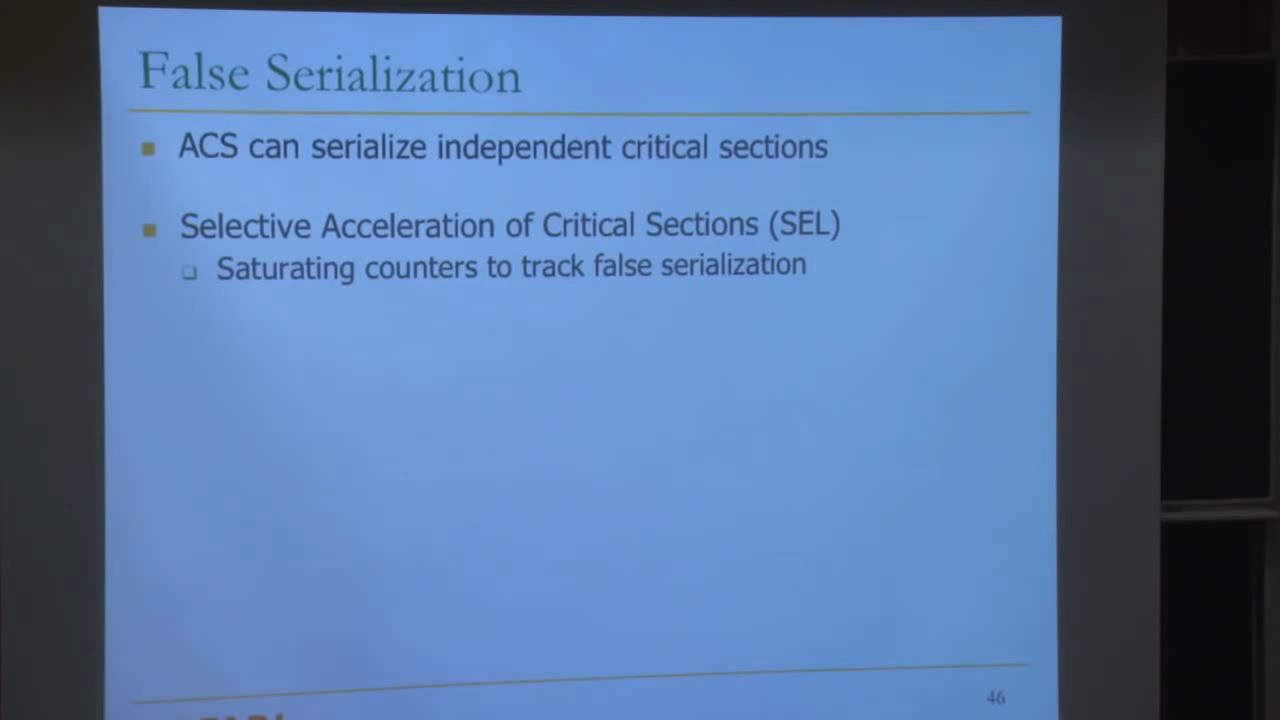 False Serialization
ACS can serialize independent critical sections
Selective Acceleration of Critical Sections (SEL)
Saturating counters to track false serialization
46